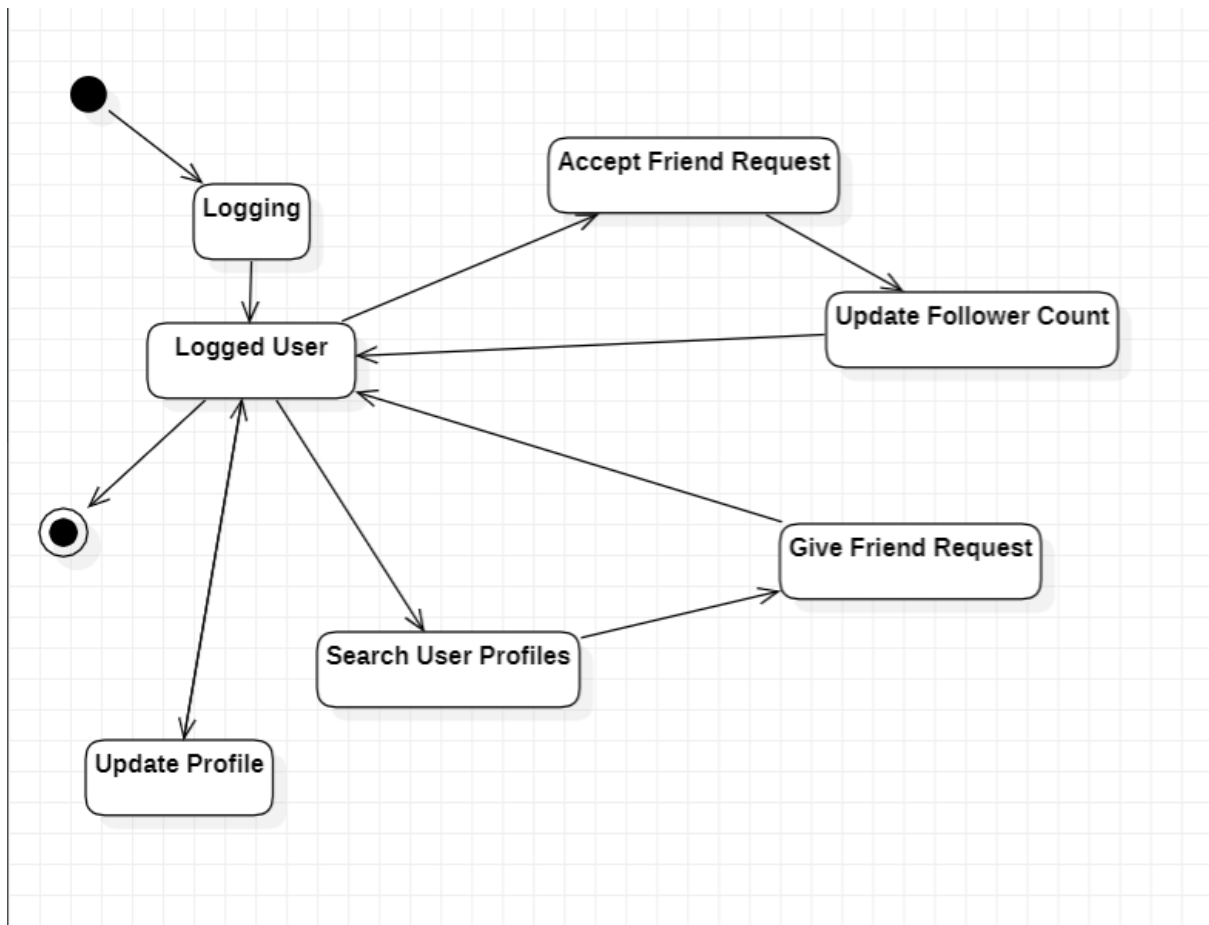 Accept Friend Request
Logging
Update Follower Count
Logged User
Give Friend Request
Search User Profiles
Update Profile